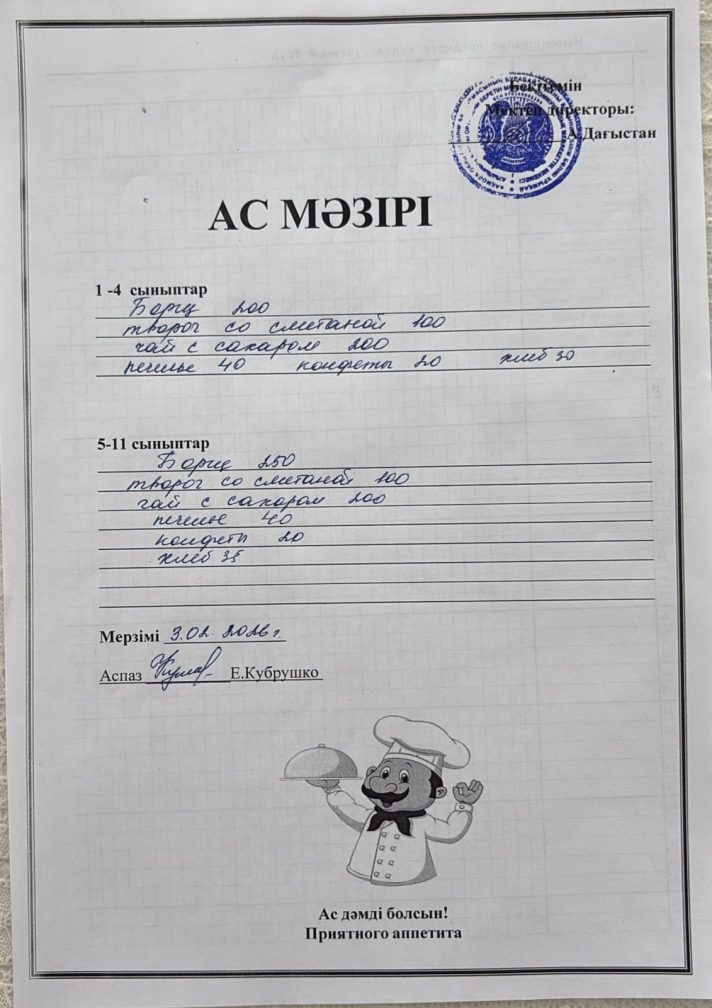 Бекітемін
Мектеп директоры:
А.Дағыстан
АС МӘЗІРІ
1 -4 сыныптар
Борщ 200
творог со сметаной 100
чай с сахаром 200
печенье 40 конфеты 20 хлеб 30
5-11 сыныптар
Борщ 250
творог со сметаной 100
чай с сахаром 200
печенье 40
конфеты 20
хлеб 35
Мерзімі 3.02. 2026 г.
Аспаз Е.Кубрушко
Ас дәмді болсын!
Приятного аппетита